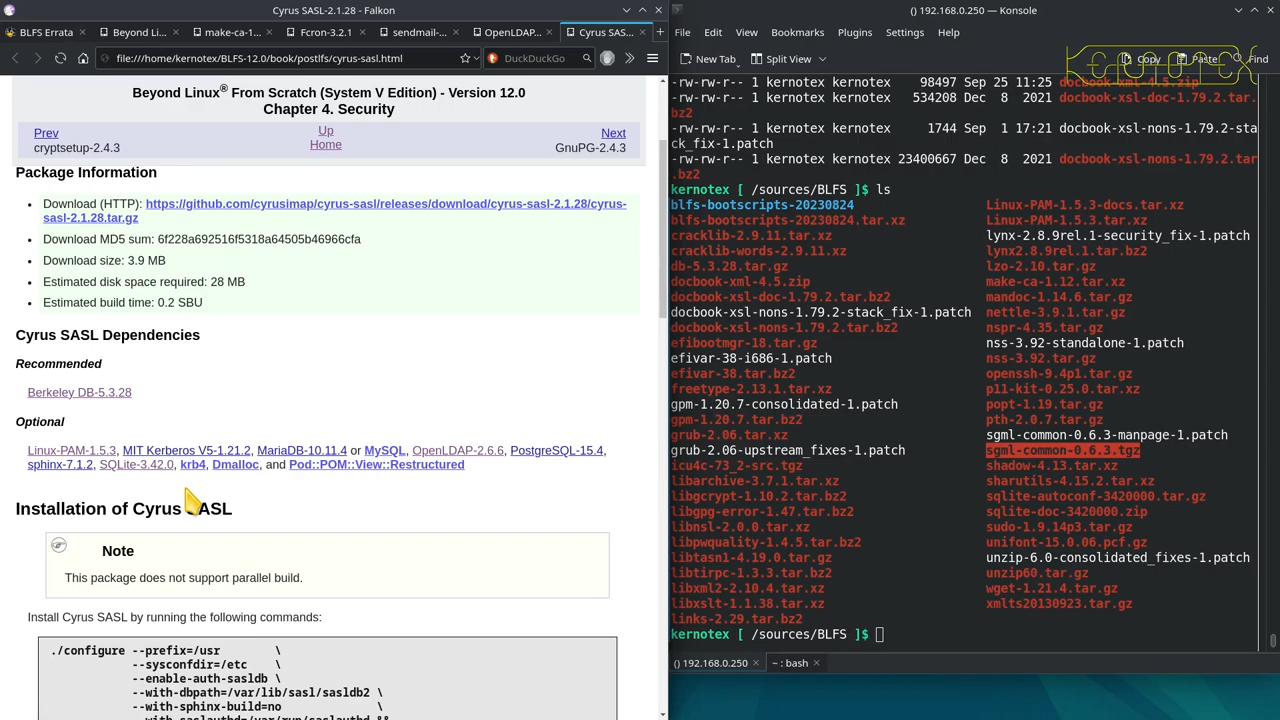 Cyrus SASL-2.1.28 - Falkon
BLFS Errata
Beyond Li...
make-ca-1...
Fcron-3.2.1
sendmail-...
OpenLDAP...
Cyrus SAS...
file:///home/kernotex/BLFS-12.0/book/postlfs/cyrus-sasl.html
DuckDuckGo
Beyond Linux® From Scratch (System V Edition) - Version 12.0
Chapter 4. Security
Prev
Up
Next
cryptsetup-2.4.3
Home
GnuPG-2.4.3
Package Information
• Download (HTTP): https://github.com/cyrusimap/cyrus-sasl/releases/download/cyrus-sasl-2.1.28/cyrus-
sasl-2.1.28.tar.gz
• Download MD5 sum: 6f228a692516f5318a64505b46966cfa
• Download size: 3.9 MB
• Estimated disk space required: 28 MB
• Estimated build time: 0.2 SBU
Cyrus SASL Dependencies
Recommended
Berkeley DB-5.3.28
Optional
Linux-PAM-1.5.3, MIT Kerberos V5-1.21.2, MariaDB-10.11.4 or MySQL, OpenLDAP-2.6.6, PostgreSQL-15.4,
sphinx-7.1.2, SQLite-3.42.0, krb4, Dmalloc, and Pod::POM::View::Restructured
Installation of Cyrus SASL
Note
This package does not support parallel build.
Install Cyrus SASL by running the following commands:
./configure --prefix=/usr \
--sysconfdir=/etc \
--enable-auth-sasldb \
--with-dbpath=/var/lib/sasl/sasldb2 \
--with-sphinx-build=no \
--with-saslauthd=/var/run/saslauthd &&
() 192.168.0.250 — Konsole
File Edit View Bookmarks Plugins Settings Help
New Tab Split View Copy Paste Find
Kernotex
-rw-rw-r-- 1 kernotex kernotex 98497 Sep 25 11:25 docbook-xml-4.5.zip
-rw-rw-r-- 1 kernotex kernotex 534208 Dec 8 2021 docbook-xsl-doc-1.79.2.tar.
bz2
-rw-rw-r-- 1 kernotex kernotex 1744 Sep 1 17:21 docbook-xsl-nons-1.79.2-sta
ck_fix-1.patch
-rw-rw-r-- 1 kernotex kernotex 23400667 Dec 8 2021 docbook-xsl-nons-1.79.2.tar
.bz2
kernotex [ /sources/BLFS ]$ ls
blfs-bootscripts-20230824 Linux-PAM-1.5.3-docs.tar.xz
blfs-bootscripts-20230824.tar.xz Linux-PAM-1.5.3.tar.xz
cracklib-2.9.11.tar.xz lynx-2.8.9rel.1-security_fix-1.patch
cracklib-words-2.9.11.xz lynx2.8.9rel.1.tar.bz2
db-5.3.28.tar.gz lzo-2.10.tar.gz
docbook-xml-4.5.zip make-ca-1.12.tar.xz
docbook-xsl-doc-1.79.2.tar.bz2 mandoc-1.14.6.tar.gz
docbook-xsl-nons-1.79.2-stack_fix-1.patch nettle-3.9.1.tar.gz
docbook-xsl-nons-1.79.2.tar.bz2 nspr-4.35.tar.gz
efibootmgr-18.tar.gz nss-3.92-standalone-1.patch
efivar-38-i686-1.patch nss-3.92.tar.gz
efivar-38.tar.bz2 openssh-9.4p1.tar.gz
freetype-2.13.1.tar.xz p11-kit-0.25.0.tar.xz
gpm-1.20.7-consolidated-1.patch popt-1.19.tar.gz
gpm-1.20.7.tar.bz2 pth-2.0.7.tar.gz
grub-2.06.tar.xz sgml-common-0.6.3-manpage-1.patch
grub-2.06-upstream_fixes-1.patch sgml-common-0.6.3.tgz
icu4c-73_2-src.tgz shadow-4.13.tar.xz
libarchive-3.7.1.tar.xz sharutils-4.15.2.tar.xz
libgcrypt-1.10.2.tar.bz2 sqlite-autoconf-3420000.tar.gz
libgpg-error-1.47.tar.bz2 sqlite-doc-3420000.zip
libnsl-2.0.0.tar.xz sudo-1.9.14p3.tar.gz
libpwquality-1.4.5.tar.bz2 unifont-15.0.06.pcf.gz
libtasn1-4.19.0.tar.gz unzip-6.0-consolidated_fixes-1.patch
libtirpc-1.3.3.tar.bz2 unzip60.tar.gz
libxml2-2.10.4.tar.xz wget-1.21.4.tar.gz
libxslt-1.1.38.tar.xz xmlts20130923.tar.gz
links-2.29.tar.bz2
kernotex [ /sources/BLFS ]$
() 192.168.0.250
~ : bash